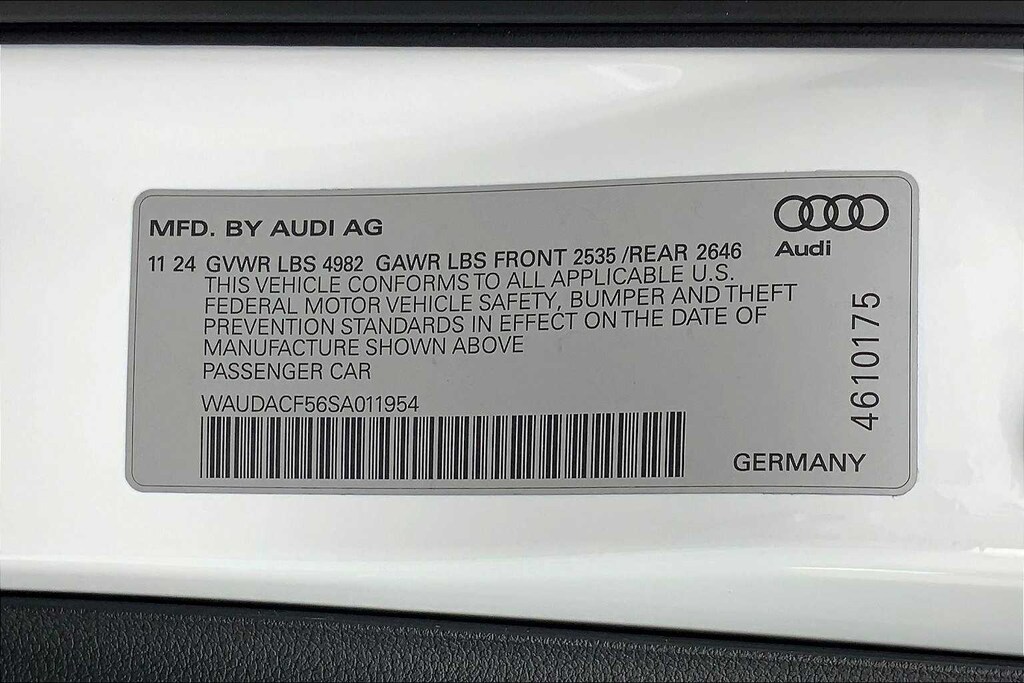 MFD. BY AUDI AG
Audi
11 24 GVWR LBS 4982 GAWR LBS FRONT 2535 /REAR 2646
THIS VEHICLE CONFORMS TO ALL APPLICABLE U.S.
FEDERAL MOTOR VEHICLE SAFETY, BUMPER AND THEFT
PREVENTION STANDARDS IN EFFECT ON THE DATE OF
MANUFACTURE SHOWN ABOVE
PASSENGER CAR
WAUDACF56SA011954
4610175
GERMANY